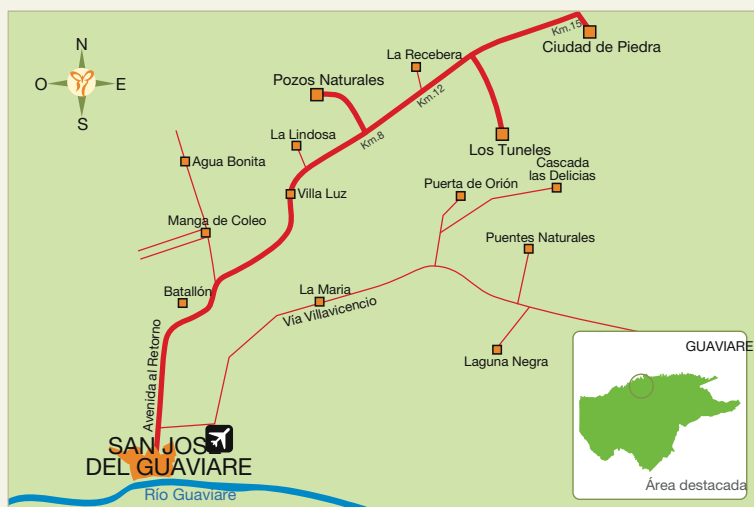 N
O
E
S
Km.15
Ciudad de Piedra
La Recebera
Pozos Naturales
Km.12
La Lindosa
Km.8
Los Tuneles
Agua Bonita
Cascada
las Delicias
Puerta de Orión
Villa Luz
Manga de Coleo
Puentes Naturales
Batallón
La Maria
Vía Villavicencio
Avenida al Retorno
Laguna Negra
GUAVIARE
SAN JOSÉ
DEL GUAVIARE
Río Guaviare
Área destacada